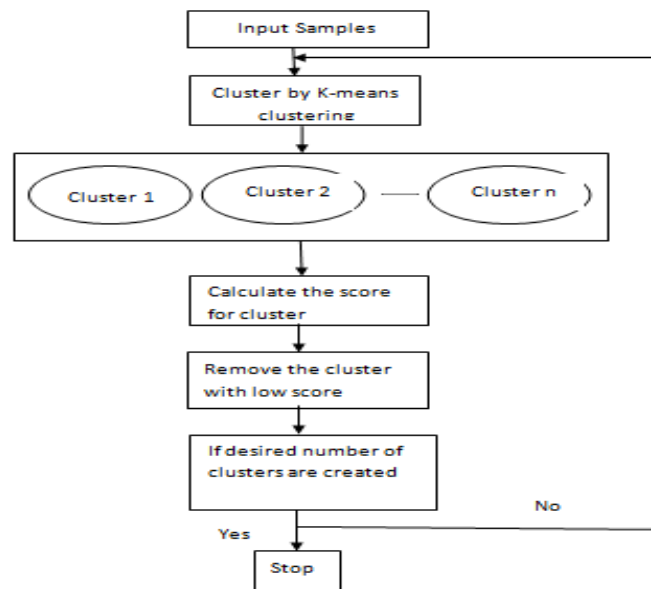 Input Samples
Cluster by K-means
clustering
Cluster 1
Cluster 2
Cluster n
Calculate the score
for cluster
Remove the cluster
with low score
If desired number of
clusters are created
No
Yes
Stop